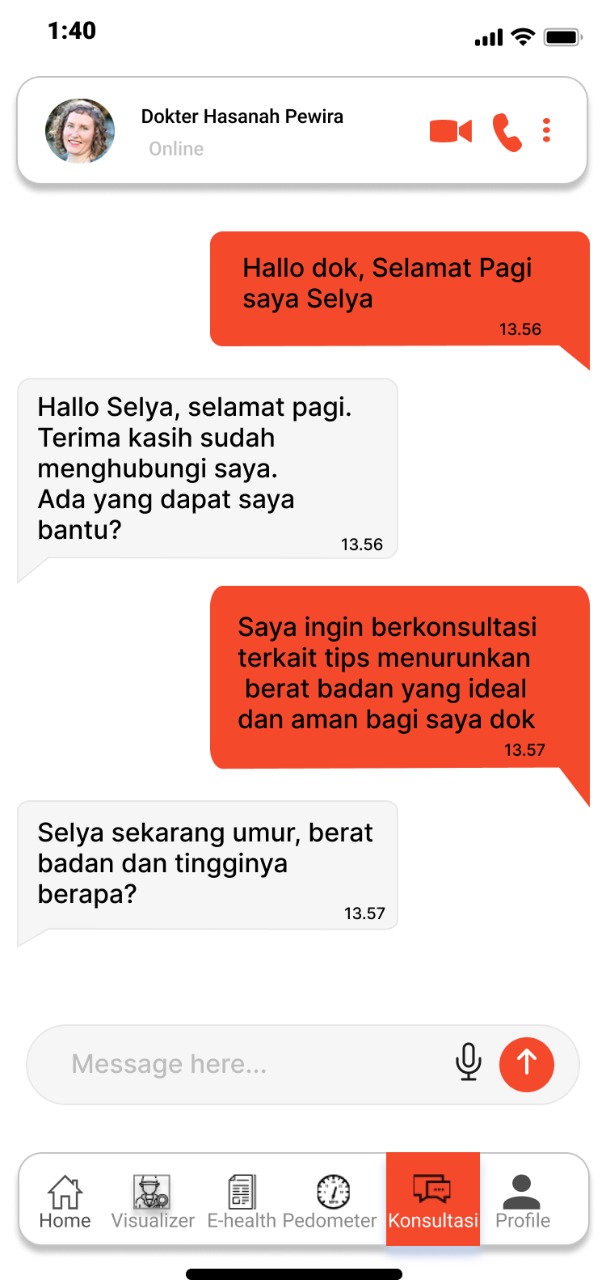 1:40
Dokter Hasanah Pewira
Online
Hallo dok, Selamat Pagi
saya Selya
13.56
Hallo Selya, selamat pagi.
Terima kasih sudah
menghubungi saya.
Ada yang dapat saya
bantu?
13.56
Saya ingin berkonsultasi
terkait tips menurunkan
berat badan yang ideal
dan aman bagi saya dok
13.57
Selya sekarang umur, berat
badan dan tingginya
berapa?
13.57
Message here...
Home Visualizer E-health Pedometer Konsultasi Profile